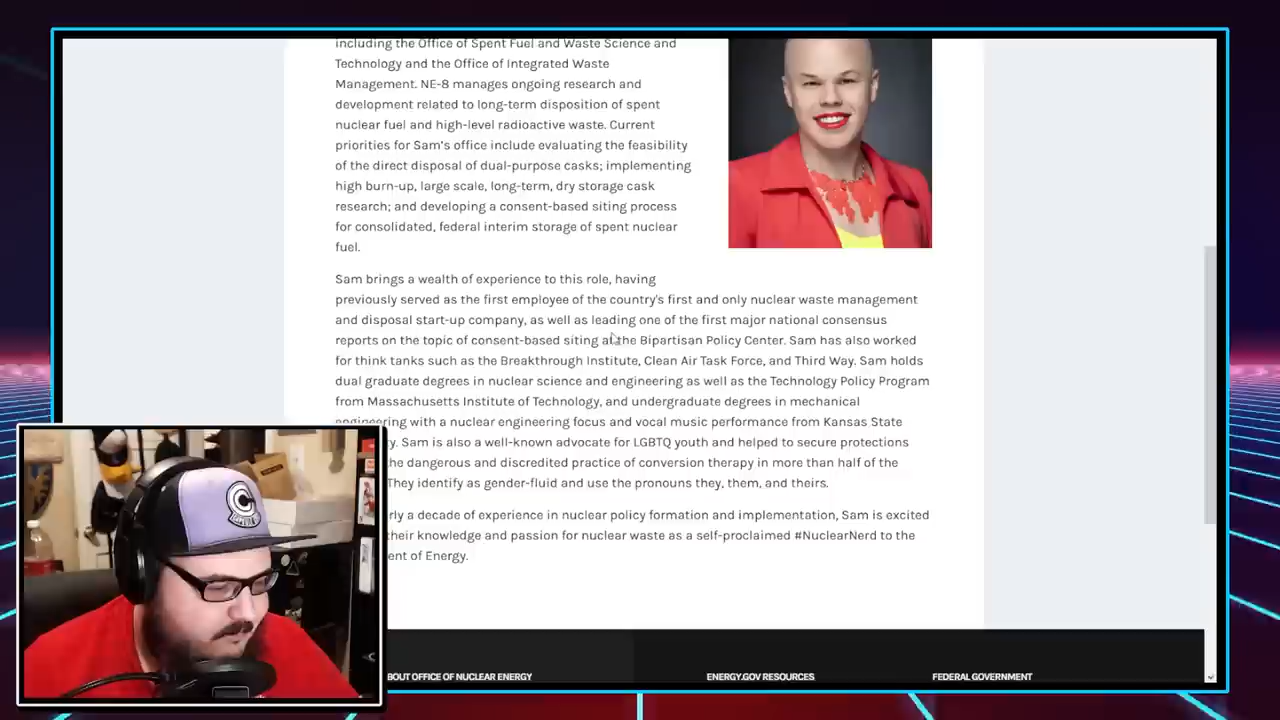 including the Office of Spent Fuel and Waste Science and
Technology and the Office of Integrated Waste
Management. NE-8 manages ongoing research and
development related to long-term disposition of spent
nuclear fuel and high-level radioactive waste. Current
priorities for Sam's office include evaluating the feasibility
of the direct disposal of dual-purpose casks; implementing
high burn-up, large scale, long-term, dry storage cask
research; and developing a consent-based siting process
for consolidated, federal interim storage of spent nuclear
fuel.
Sam brings a wealth of experience to this role, having
previously served as the first employee of the country's first and only nuclear waste management
and disposal start-up company, as well as leading one of the first major national consensus
reports on the topic of consent-based siting at the Bipartisan Policy Center. Sam has also worked
for think tanks such as the Breakthrough Institute, Clean Air Task Force, and Third Way. Sam holds
dual graduate degrees in nuclear science and engineering as well as the Technology Policy Program
from Massachusetts Institute of Technology, and undergraduate degrees in mechanical
engineering with a nuclear engineering focus and vocal music performance from Kansas State
y. Sam is also a well-known advocate for LGBTQ youth and helped to secure protections
he dangerous and discredited practice of conversion therapy in more than half of the
They identify as gender-fluid and use the pronouns they, them, and theirs.
rly a decade of experience in nuclear policy formation and implementation, Sam is excited
their knowledge and passion for nuclear waste as a self-proclaimed #NuclearNerd to the
ent of Energy.
BOUT OFFICE OF NUCLEAR ENERGY
ENERGY.GOV RESOURCES
FEDERAL GOVERNMENT